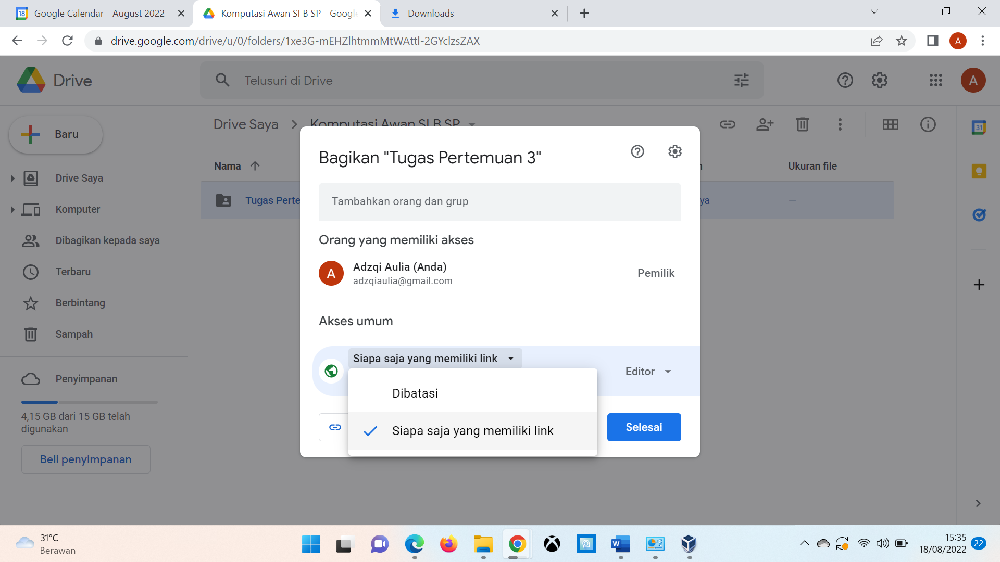 Google Calendar - August 2022
Komputasi Awan SI B SP - Google
Downloads
drive.google.com/drive/u/0/folders/1xe3G-mEHZlhtmmMtWAttl-2GYclzsZAX
A
Drive
Telusuri di Drive
A
Baru
Drive Saya
Komputasi Awan SI B SP
31
Nama
Ukuran file
Tugas Perte
ya
—
Drive Saya
Komputer
Dibagikan kepada saya
Terbaru
Berbintang
Sampah
Penyimpanan
4,15 GB dari 15 GB telah
digunakan
Beli penyimpanan
Bagikan "Tugas Pertemuan 3"
Tambahkan orang dan grup
Orang yang memiliki akses
A
Adzqi Aulia (Anda)
adzqiaulia@gmail.com
Pemilik
Akses umum
Siapa saja yang memiliki link
Editor
Dibatasi
Siapa saja yang memiliki link
Selesai
31°C
Berawan
15:35
18/08/2022
22